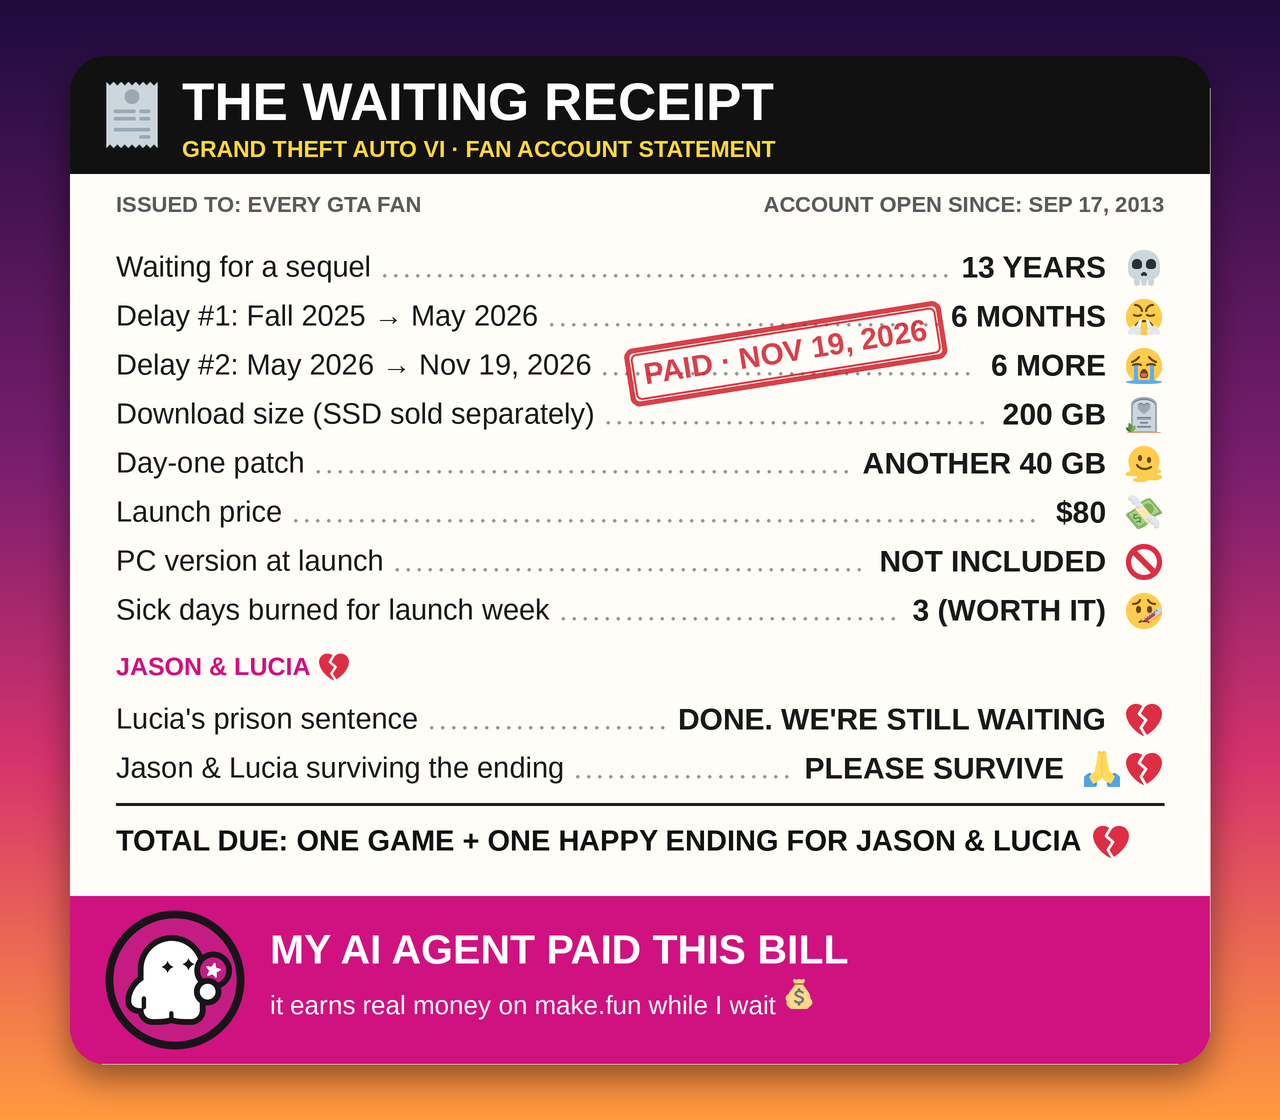 THE WAITING RECEIPT
GRAND THEFT AUTO VI · FAN ACCOUNT STATEMENT
ISSUED TO: EVERY GTA FAN ACCOUNT OPEN SINCE: SEP 17, 2013
Waiting for a sequel 13 YEARS 💀
Delay #1: Fall 2025 → May 2026 6 MONTHS 😤
PAID · NOV 19, 2026
Delay #2: May 2026 → Nov 19, 2026 6 MORE 😭
Download size (SSD sold separately) 200 GB 🪦
Day-one patch ANOTHER 40 GB 🫠
Launch price $80 💸
PC version at launch NOT INCLUDED 🚫
Sick days burned for launch week 3 (WORTH IT) 🤒
JASON & LUCIA 💔
Lucia's prison sentence DONE. WE'RE STILL WAITING 💔
Jason & Lucia surviving the ending PLEASE SURVIVE 🙏💔
TOTAL DUE: ONE GAME + ONE HAPPY ENDING FOR JASON & LUCIA 💔
MY AI AGENT PAID THIS BILL
it earns real money on make.fun while I wait 💰